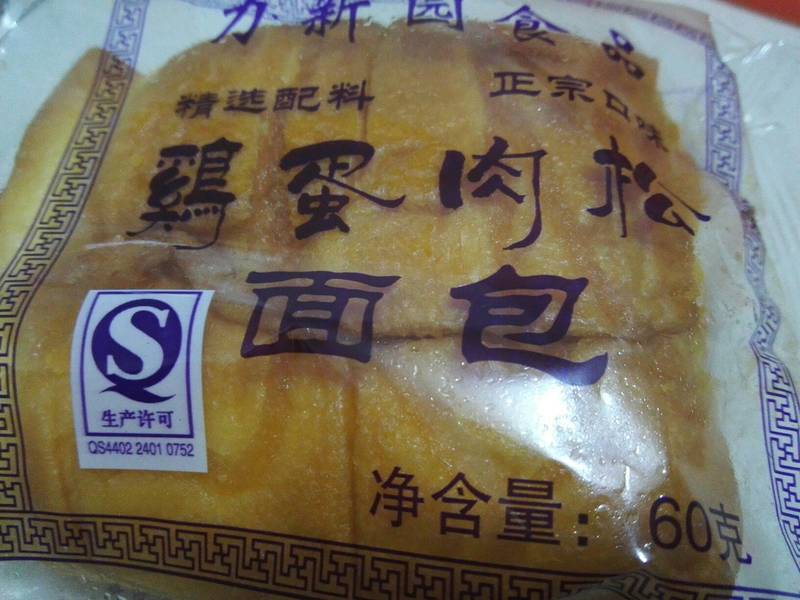 新园食品
精选配料 正宗口味
鷄蛋肉松
面包
QS
生产许可
QS4402 2401 0752
净含量: 60克